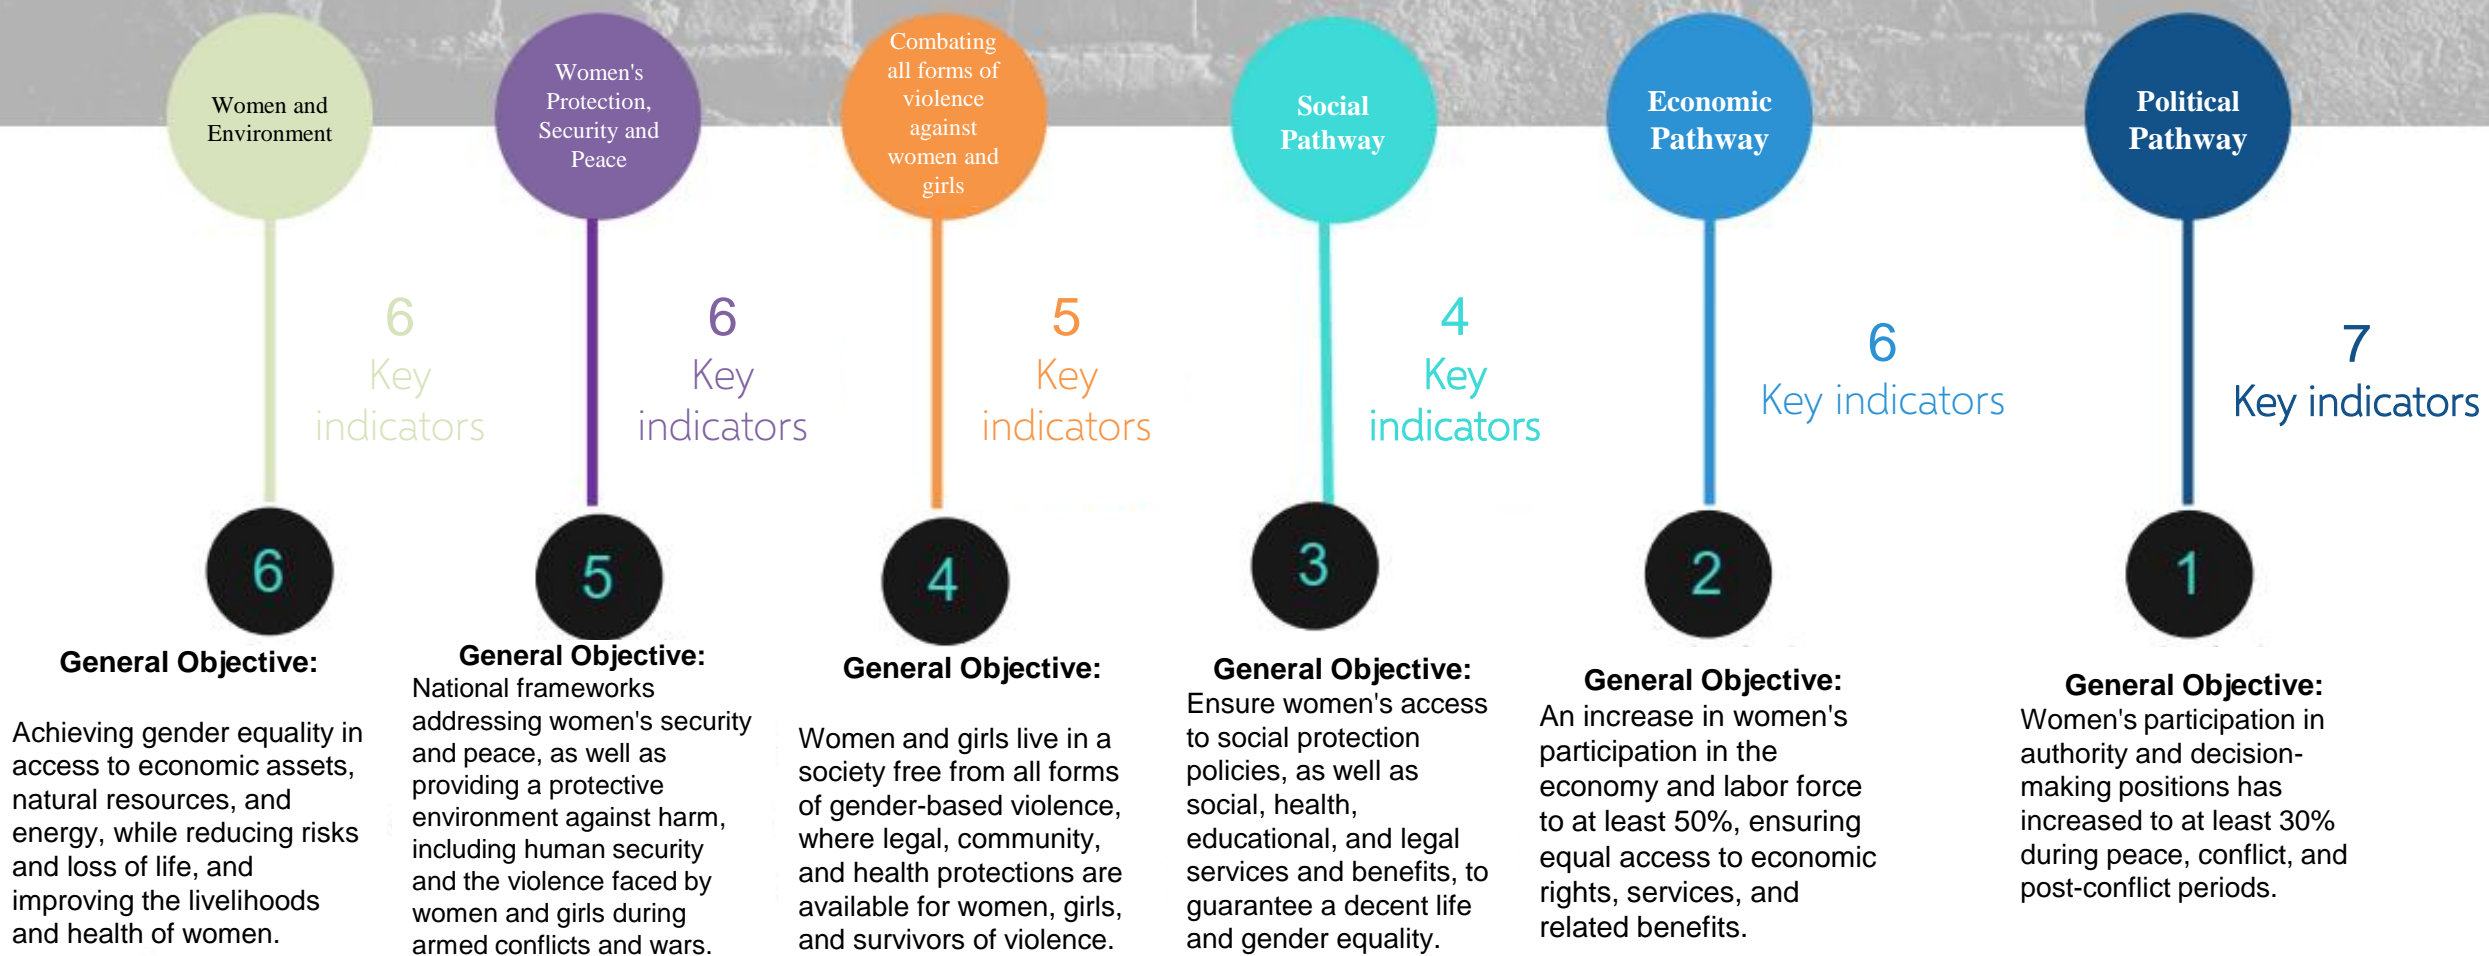 Women and
Environment
6
Key
indicators
6
General Objective:
Achieving gender equality in
access to economic assets,
natural resources, and
energy, while reducing risks
and loss of life, and
improving the livelihoods
and health of women.
Women's
Protection,
Security and
Peace
6
Key
indicators
5
General Objective:
National frameworks
addressing women's security
and peace, as well as
providing a protective
environment against harm,
including human security
and the violence faced by
women and girls during
armed conflicts and wars.
Combating
all forms of
violence
against
women and
girls
5
Key
indicators
4
General Objective:
Women and girls live in a
society free from all forms
of gender-based violence,
where legal, community,
and health protections are
available for women, girls,
and survivors of violence.
Social
Pathway
4
Key
indicators
3
General Objective:
Ensure women's access
to social protection
policies, as well as
social, health,
educational, and legal
services and benefits, to
guarantee a decent life
and gender equality.
Economic
Pathway
6
Key indicators
2
General Objective:
An increase in women's
participation in the
economy and labor force
to at least 50%, ensuring
equal access to economic
rights, services, and
related benefits.
Political
Pathway
7
Key indicators
1
General Objective:
Women's participation in
authority and decision-
making positions has
increased to at least 30%
during peace, conflict, and
post-conflict periods.